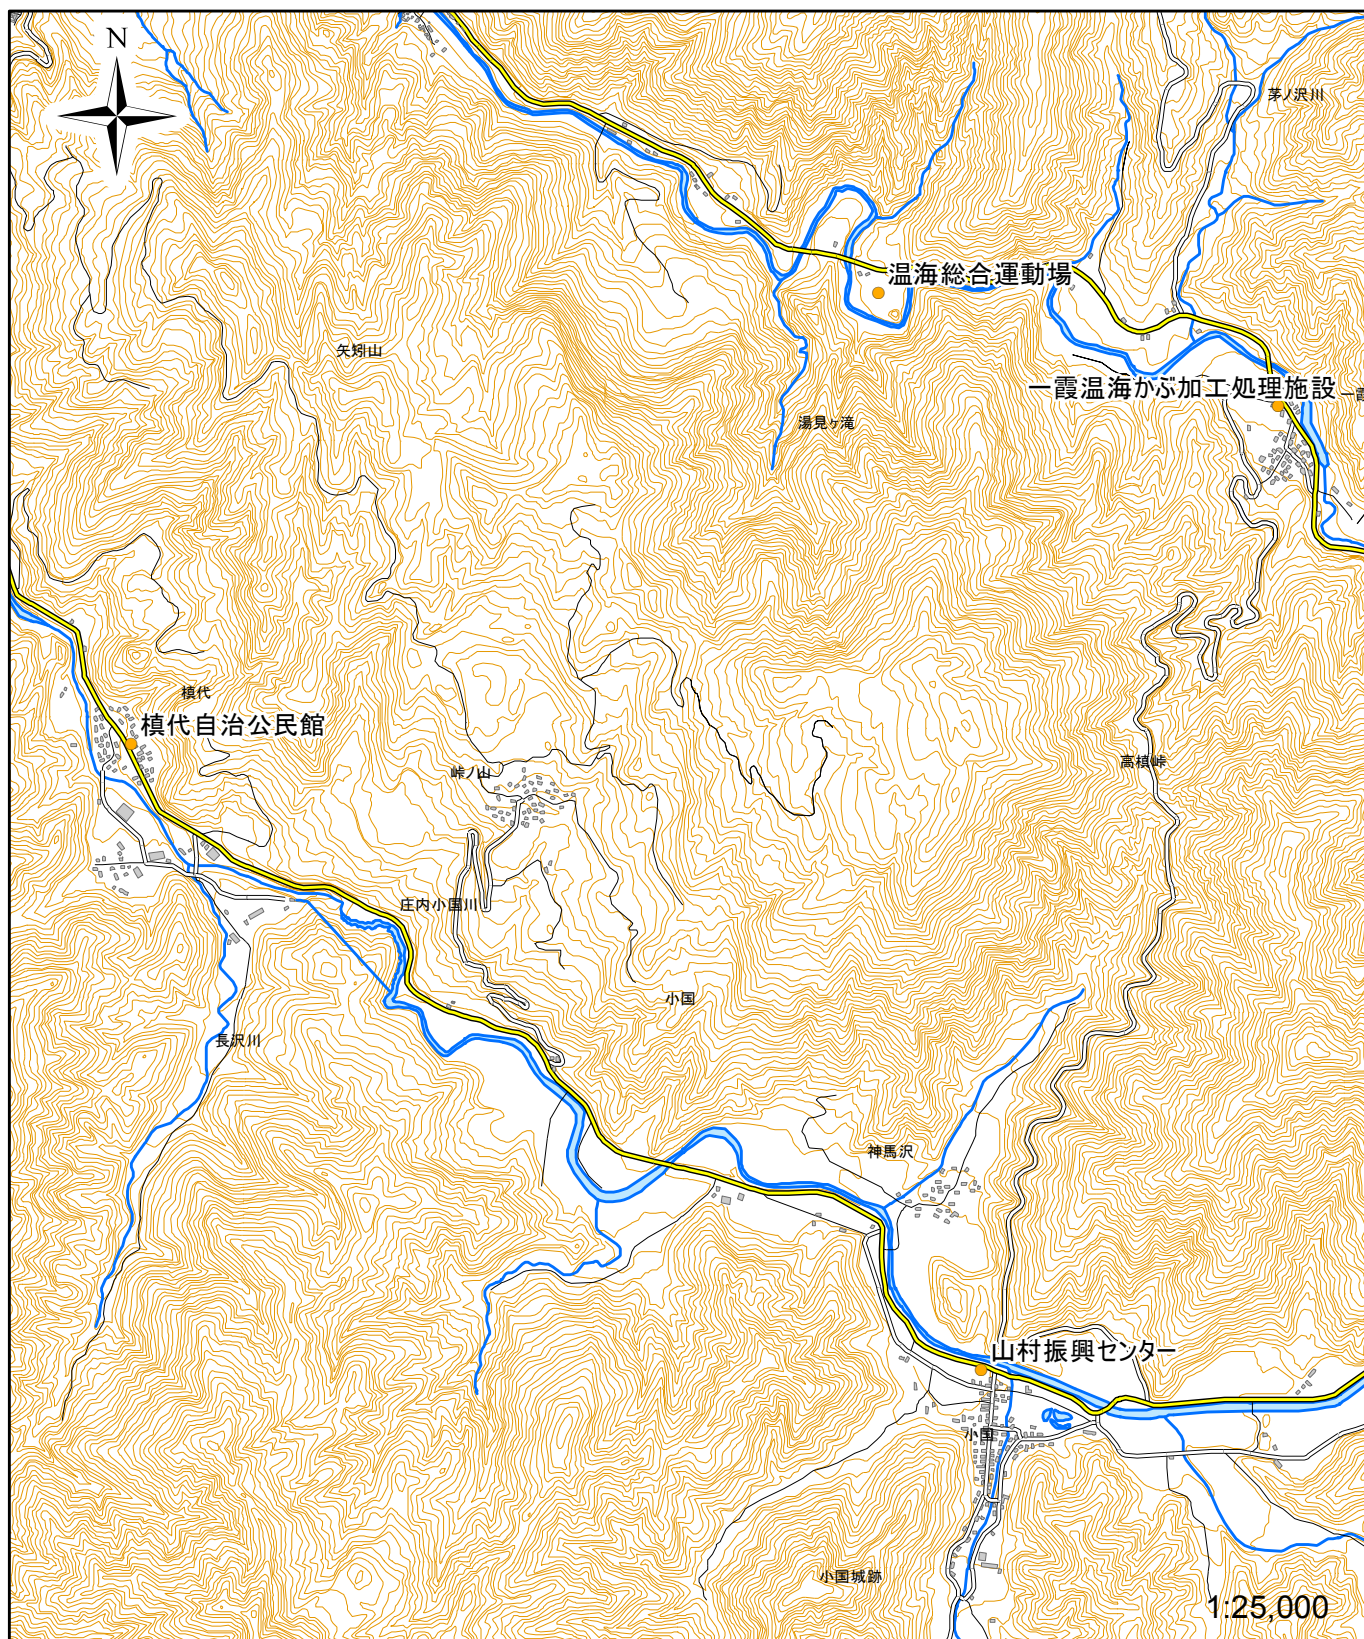 N
茅ノ沢川
温海総合運動場
矢矧山
一霞温海かぶ加工処理施設
一霞
湯見ヶ滝
槙代
槙代自治公民館
峠ノ山
高槙峠
庄内小国川
小国
長沢川
神馬沢
山村振興センター
小国
小国城跡
1:25,000